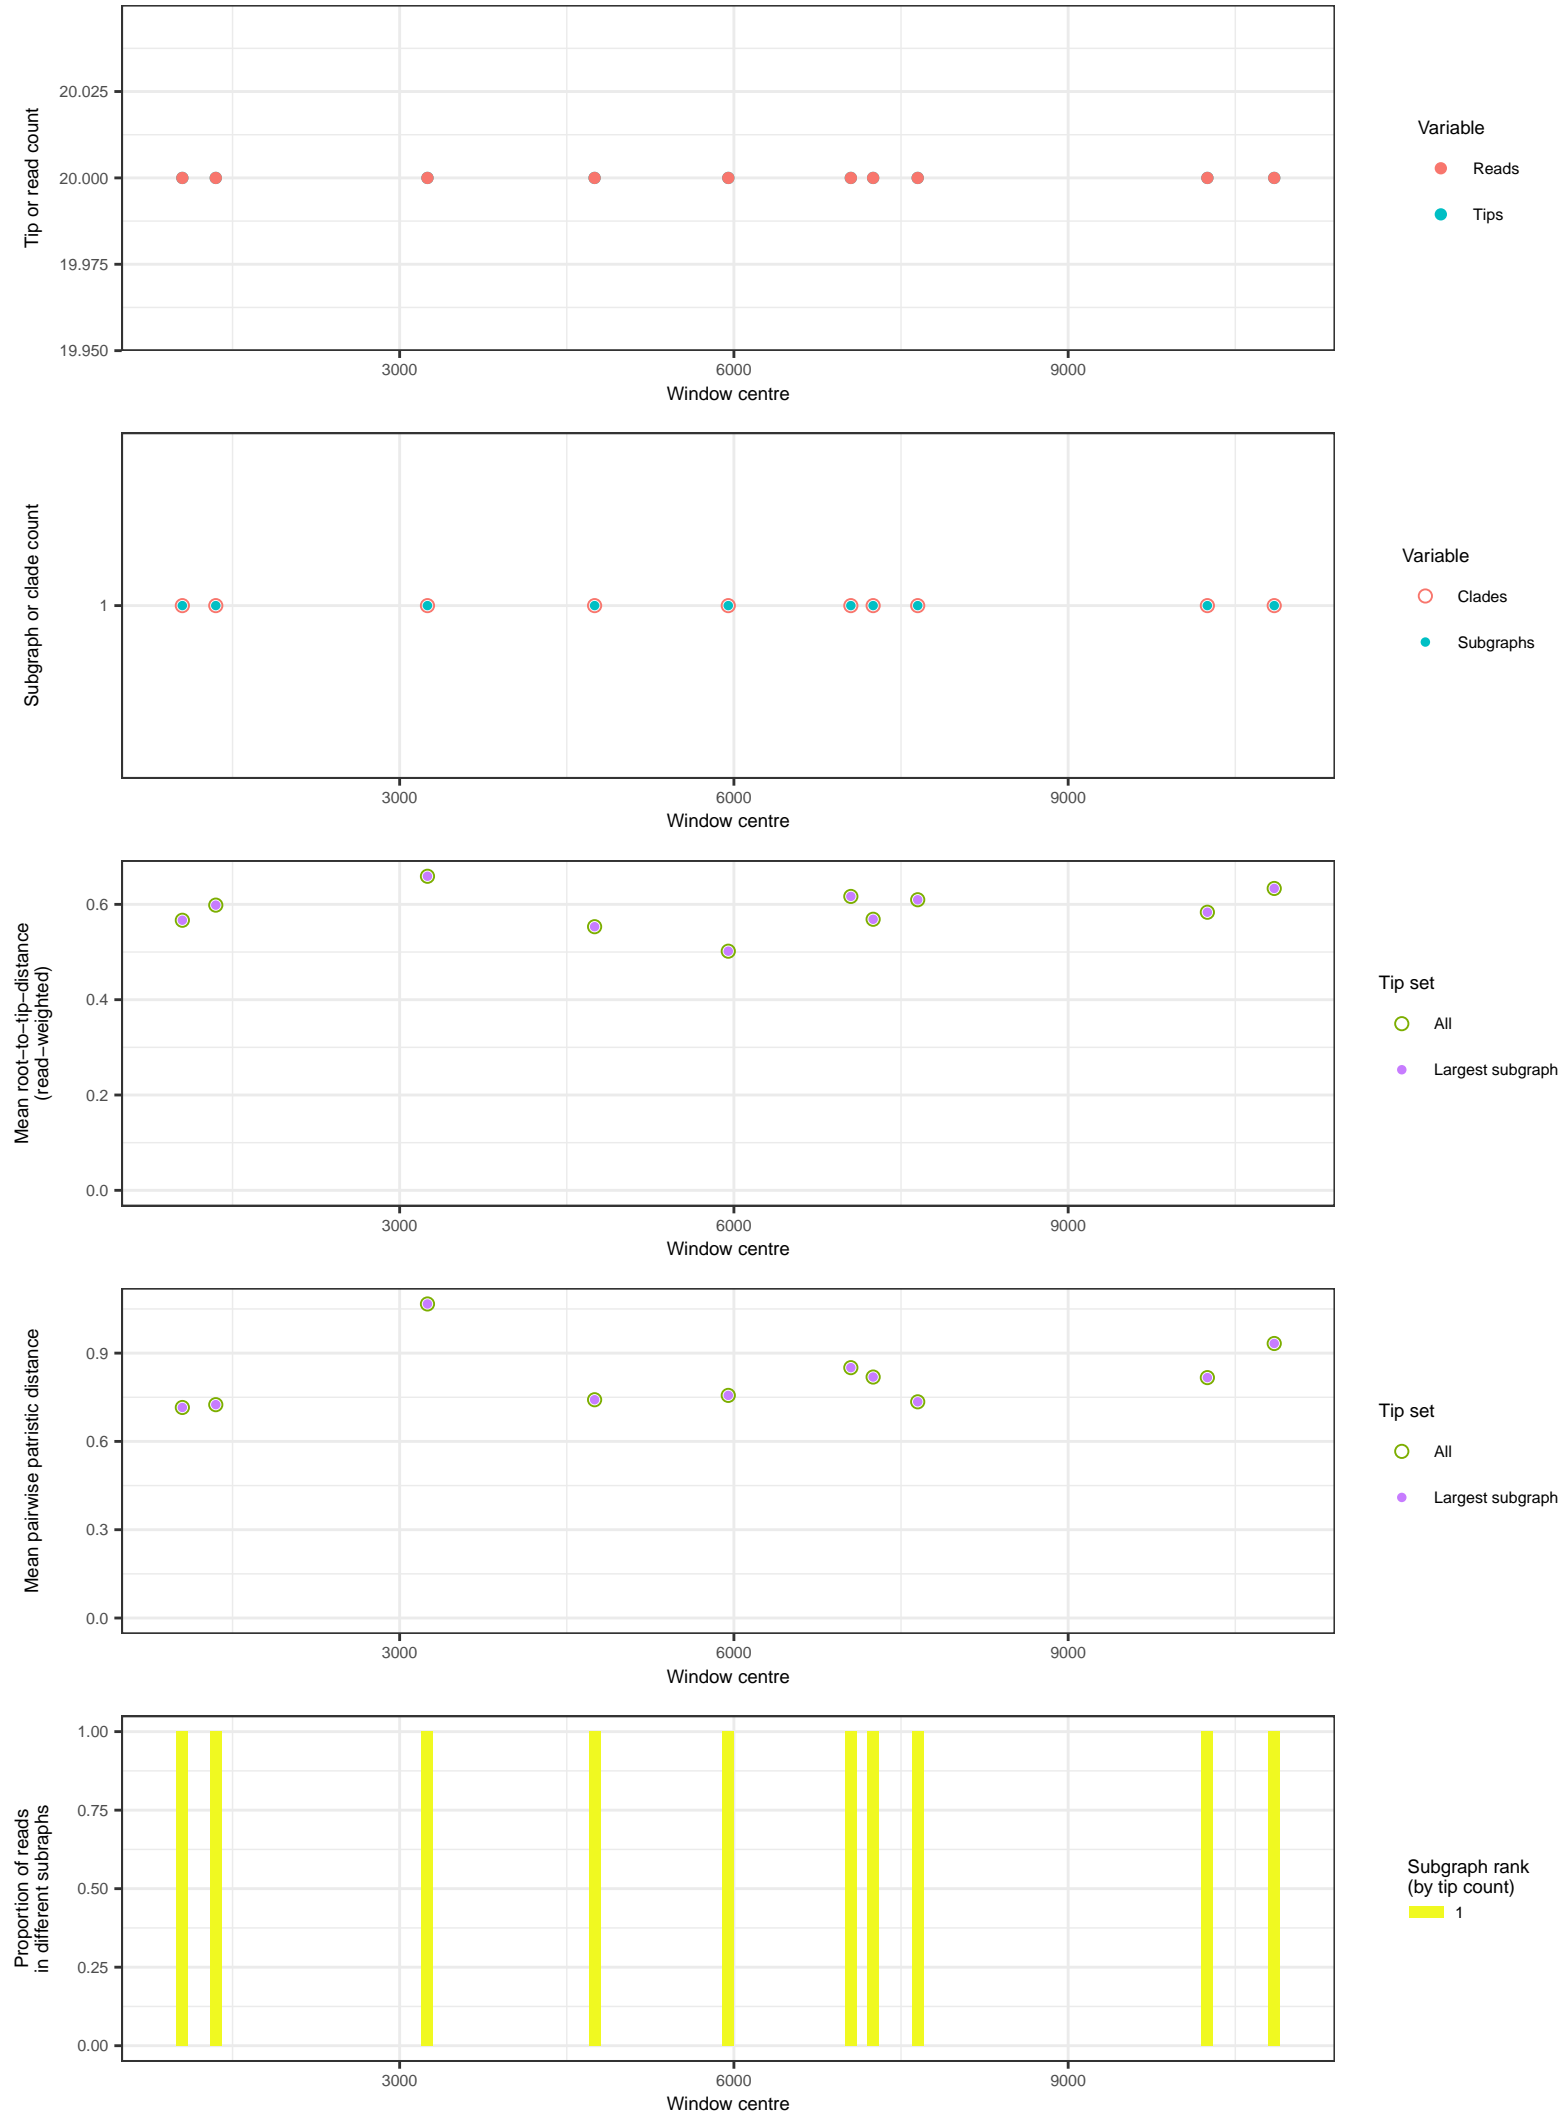 Tip or read count
20.025
20.000
19.975
19.950
3000
6000
9000
Window centre
Variable
Reads
Tips
Subgraph or clade count
1
3000
6000
9000
Window centre
Variable
Clades
Subgraphs
Mean root−to−tip−distance
(read−weighted)
0.6
0.4
0.2
0.0
3000
6000
9000
Window centre
Tip set
All
Largest subgraph
Mean pairwise patristic distance
0.9
0.6
0.3
0.0
3000
6000
9000
Window centre
Tip set
All
Largest subgraph
Proportion of reads
in different subraphs
1.00
0.75
0.50
0.25
0.00
3000
6000
9000
Window centre
Subgraph rank
(by tip count)
1